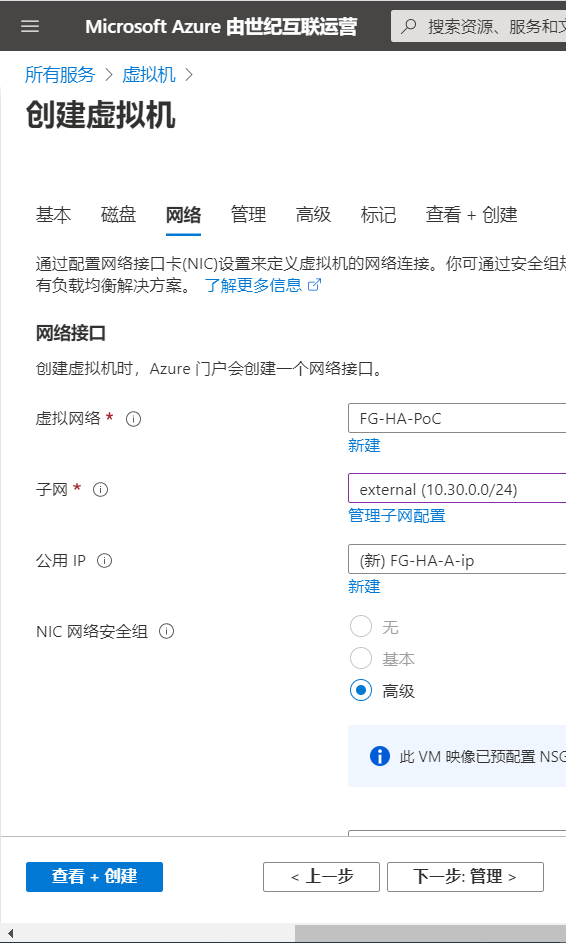 Microsoft Azure 由世纪互联运营
搜索资源、服务和文
所有服务 > 虚拟机 >
创建虚拟机
基本 磁盘 网络 管理 高级 标记 查看 + 创建
通过配置网络接口卡(NIC)设置来定义虚拟机的网络连接。你可通过安全组规
有负载均衡解决方案。 了解更多信息
网络接口
创建虚拟机时，Azure 门户会创建一个网络接口。
虚拟网络 *
FG-HA-PoC
新建
子网 *
external (10.30.0.0/24)
管理子网配置
公用 IP
(新) FG-HA-A-ip
新建
NIC 网络安全组
无
基本
高级
此 VM 映像已预配置 NSG
查看 + 创建
< 上一步
下一步: 管理 >